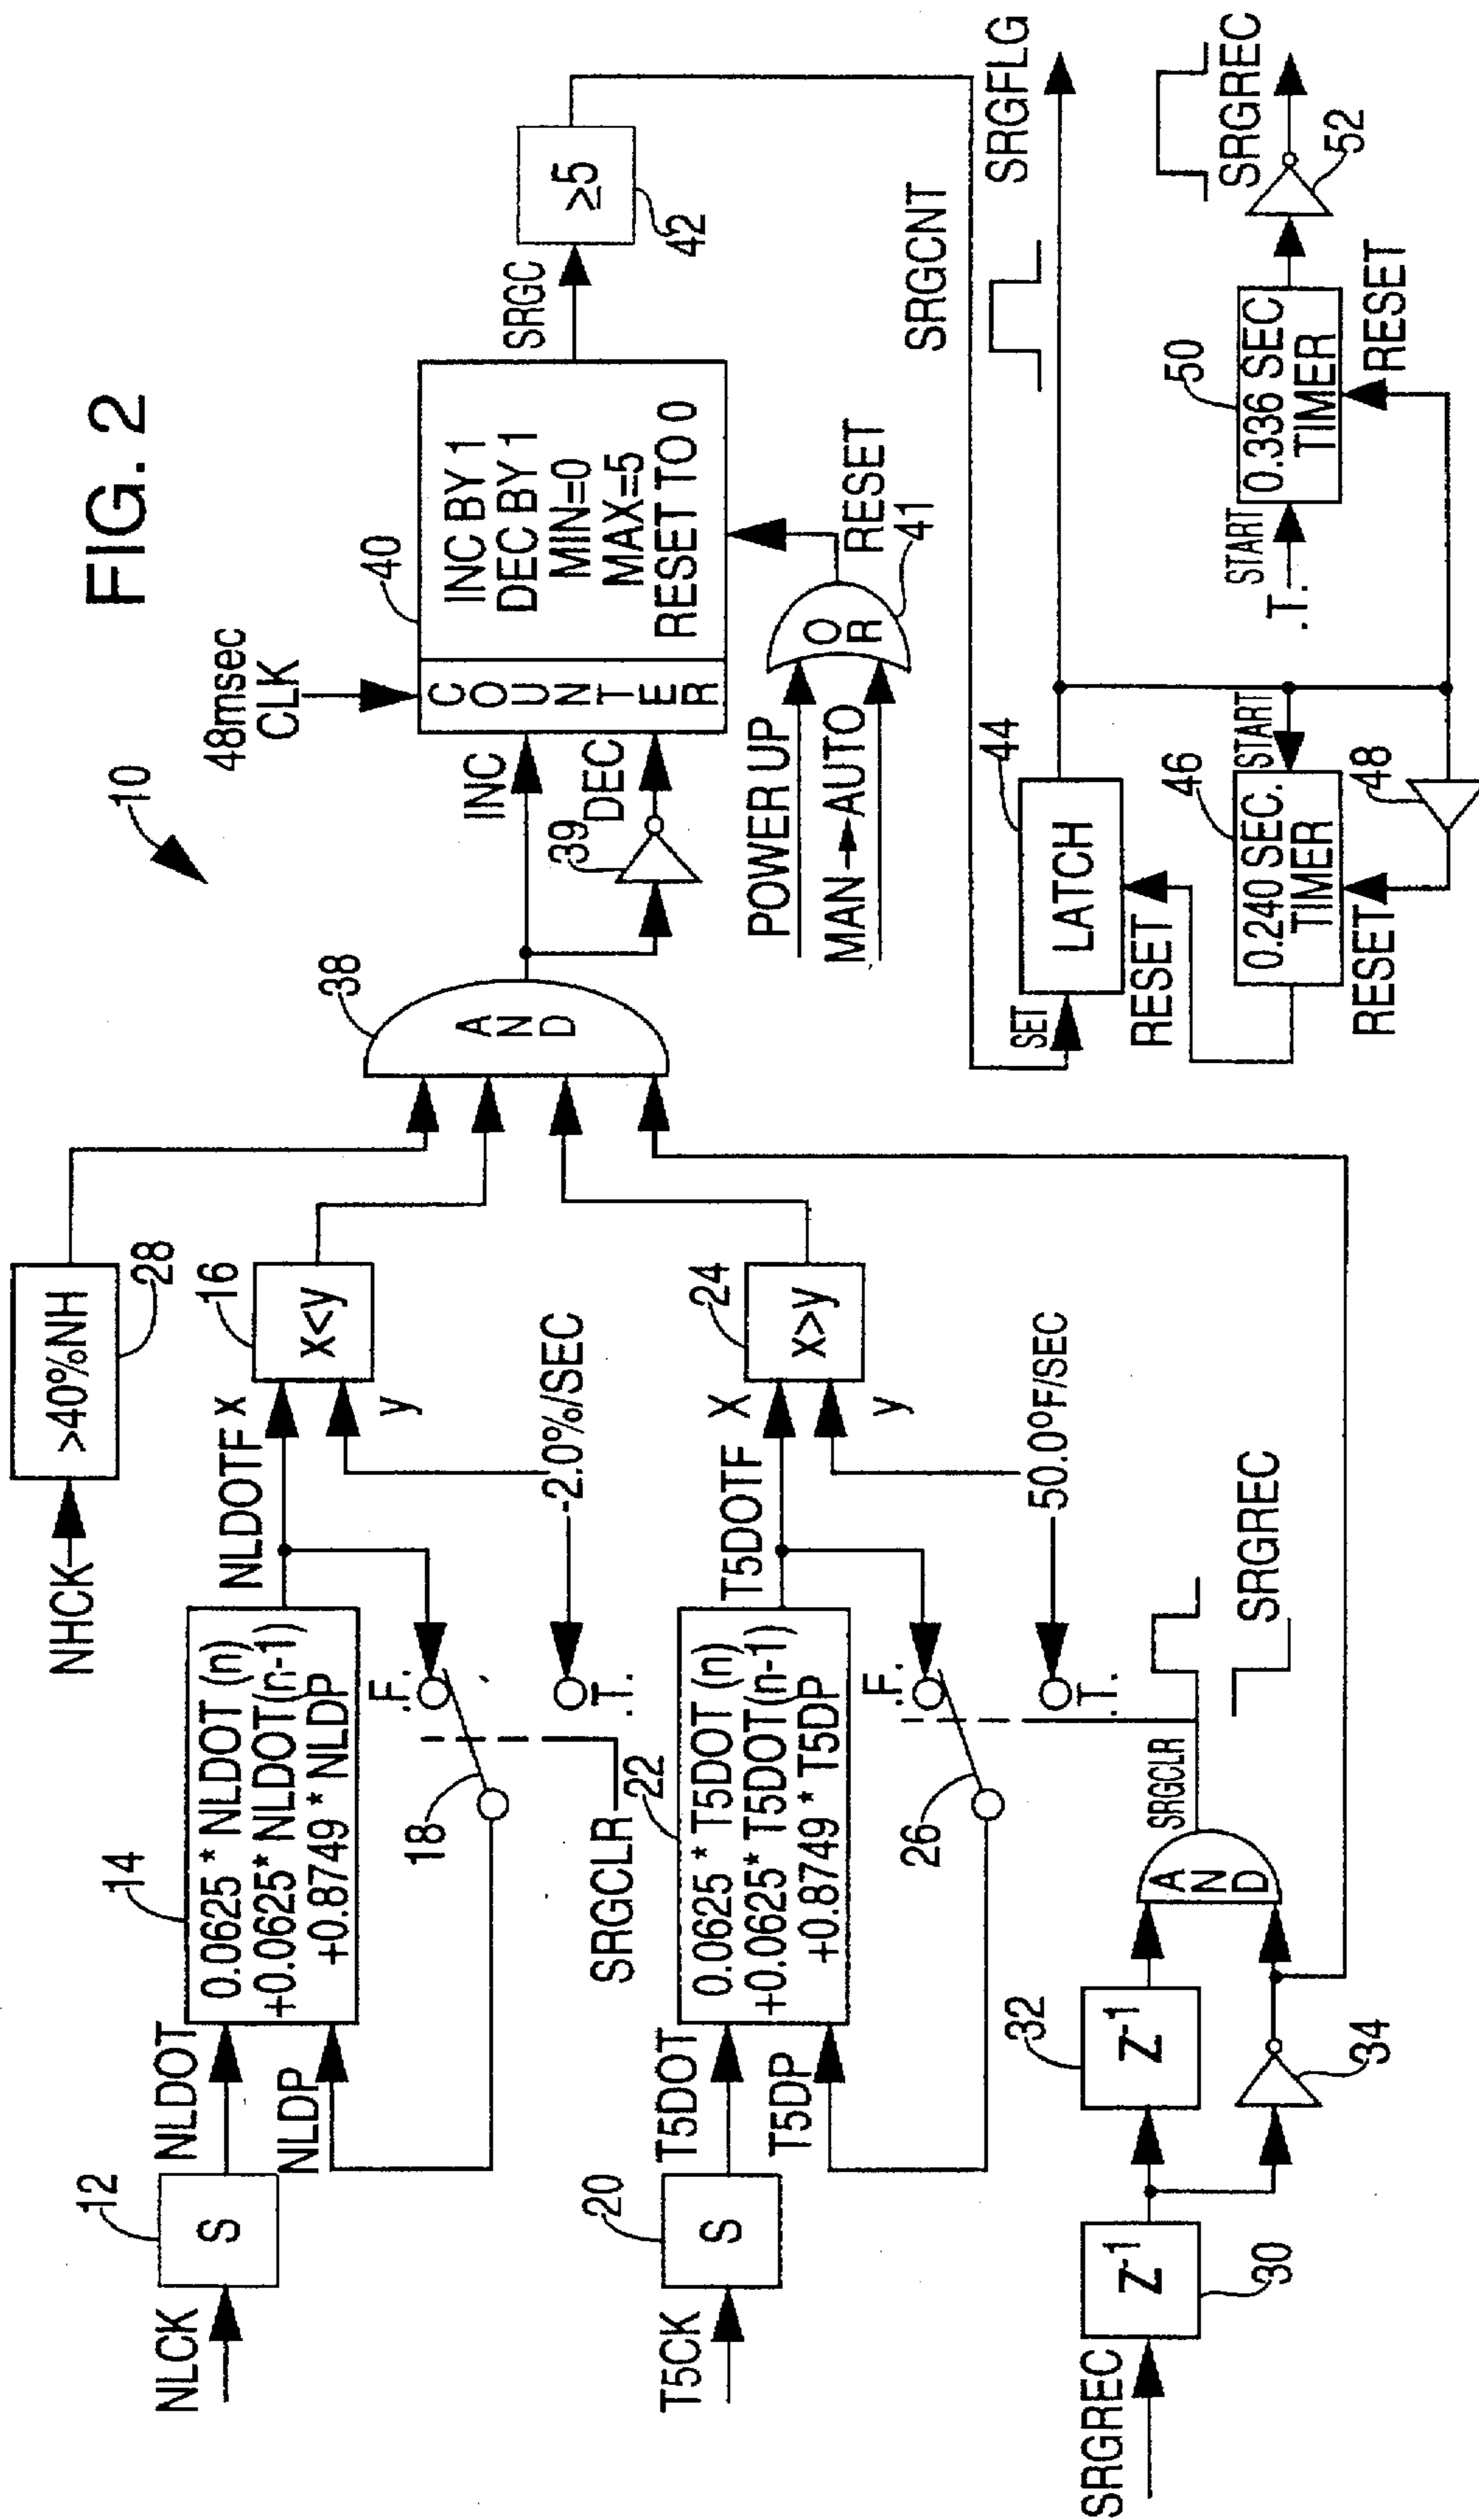 FIG. 2
10
NHCK
>40%NH
28
NLCK
12
S
NLDOT
NLDP
14
0.0625 * NLDOT (n)
+0.0625* NLDOT(n-1)
+0.8749 * NLDP
NLDOTF
x
y
16
x<y
.F.
.T.
18
SRGCLR
-2.0%/SEC
T5CK
20
S
T5DOT
T5DP
22
0.0625 * T5DOT (n)
+0.0625* T5DOT(n-1)
+0.8749 * T5DP
T5DOTF
X
y
24
x>y
.F.
.T.
26
50.0ºF/SEC
SRGREC
30
Z-1
32
Z-1
34
AND
SRGCLR
SRGREC
38
AND
INC
39
DEC
48msec
CLK
40
COUNTER
INC BY 1
DEC BY 1
MIN=0
MAX=5
RESET TO 0
POWER UP
MAN
AUTO
OR
41
RESET
SRGC
≥5
42
SRGCNT
SET
44
LATCH
RESET
SRGFLG
46
0.240 SEC.
TIMER
START
RESET
48
.T.
START
50
0.336 SEC
TIMER
RESET
52
SRGREC